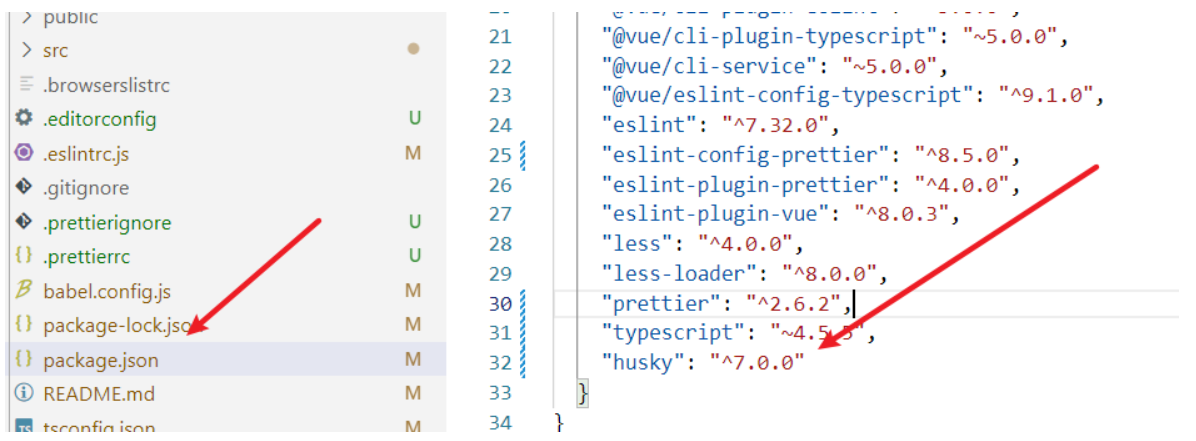 > public
> src
.browserslistrc
.editorconfig U
.eslintrc.js M
.gitignore
.prettierignore U
{} .prettierrc U
babel.config.js M
{} package-lock.jso M
{} package.json M
README.md M
TS tsconfig.json M
21 "@vue/cli-plugin-typescript": "~5.0.0",
22 "@vue/cli-service": "~5.0.0",
23 "@vue/eslint-config-typescript": "^9.1.0",
24 "eslint": "^7.32.0",
25 "eslint-config-prettier": "^8.5.0",
26 "eslint-plugin-prettier": "^4.0.0",
27 "eslint-plugin-vue": "^8.0.3",
28 "less": "^4.0.0",
29 "less-loader": "^8.0.0",
30 "prettier": "^2.6.2",
31 "typescript": "~4.5.5",
32 "husky": "^7.0.0"
33 }
34 }